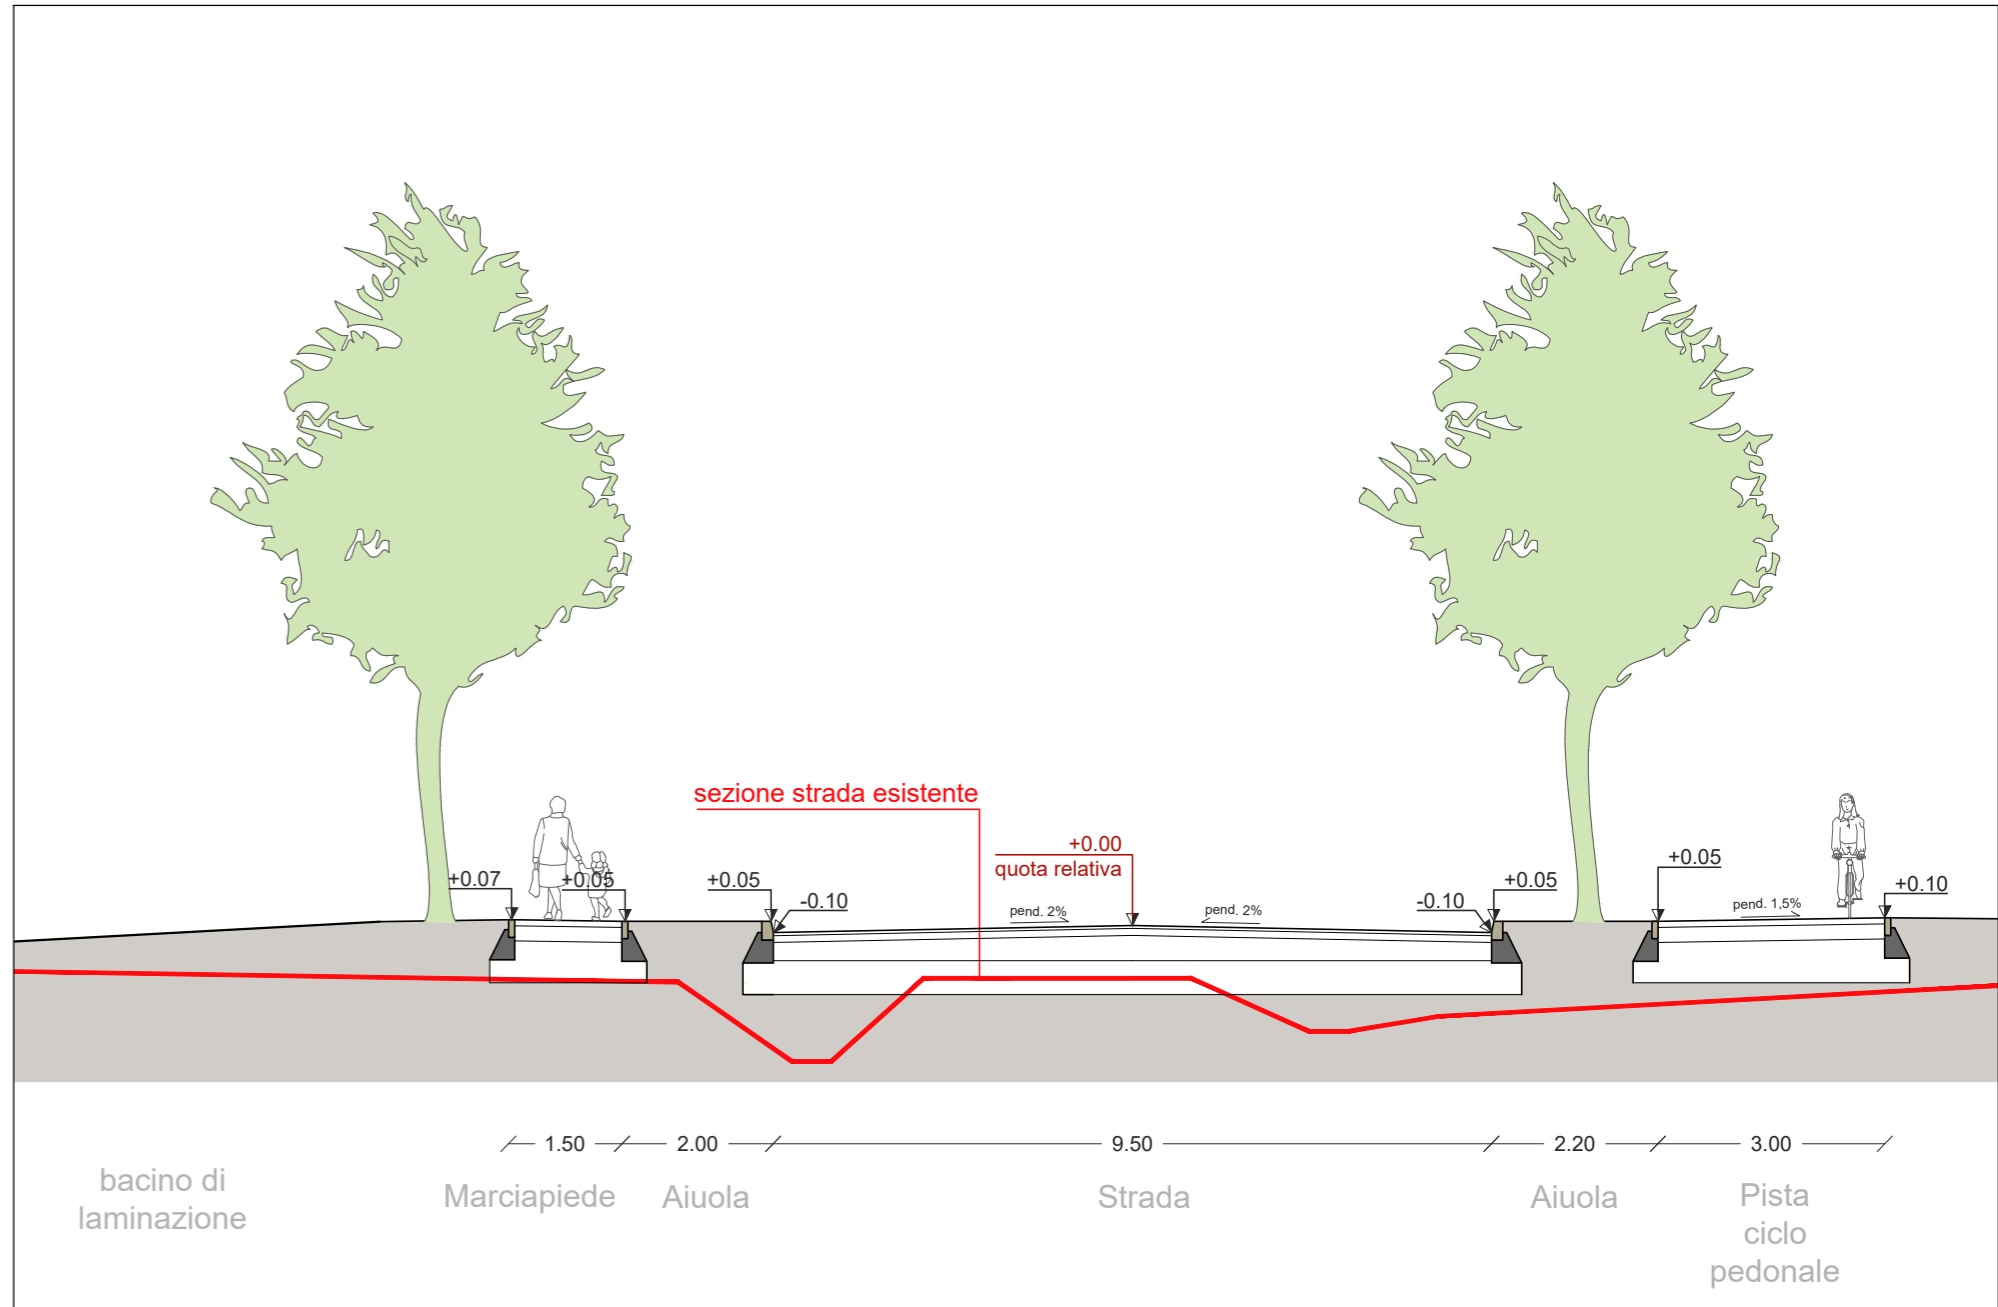 sezione strada esistente
+0.00
quota relativa
+0.07
+0.05
+0.05
-0.10
pend. 2%
pend. 2%
-0.10
+0.05
+0.05
pend. 1,5%
+0.10
1.50
2.00
9.50
2.20
3.00
bacino di
laminazione
Marciapiede
Aiuola
Strada
Aiuola
Pista
ciclo
pedonale